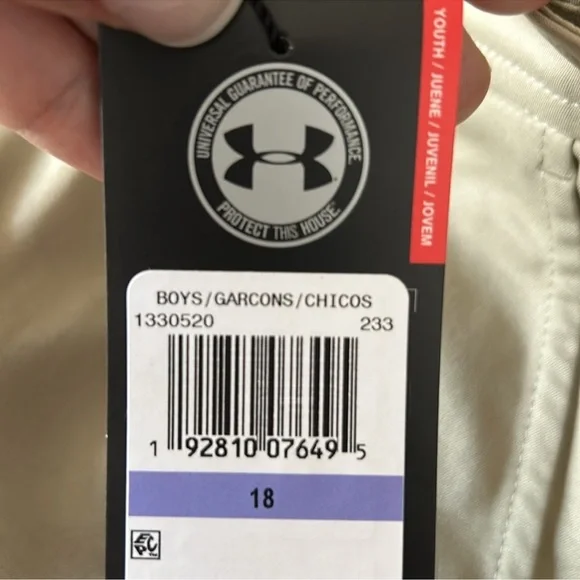 UNIVERSAL GUARANTEE OF PERFORMANCE.
PROTECT THIS HOUSE
YOUTH / JUENE / JUVENIL / JOVEM
BOYS/GARCONS/CHICOS
1330520 233
1 92810 07649 5
18